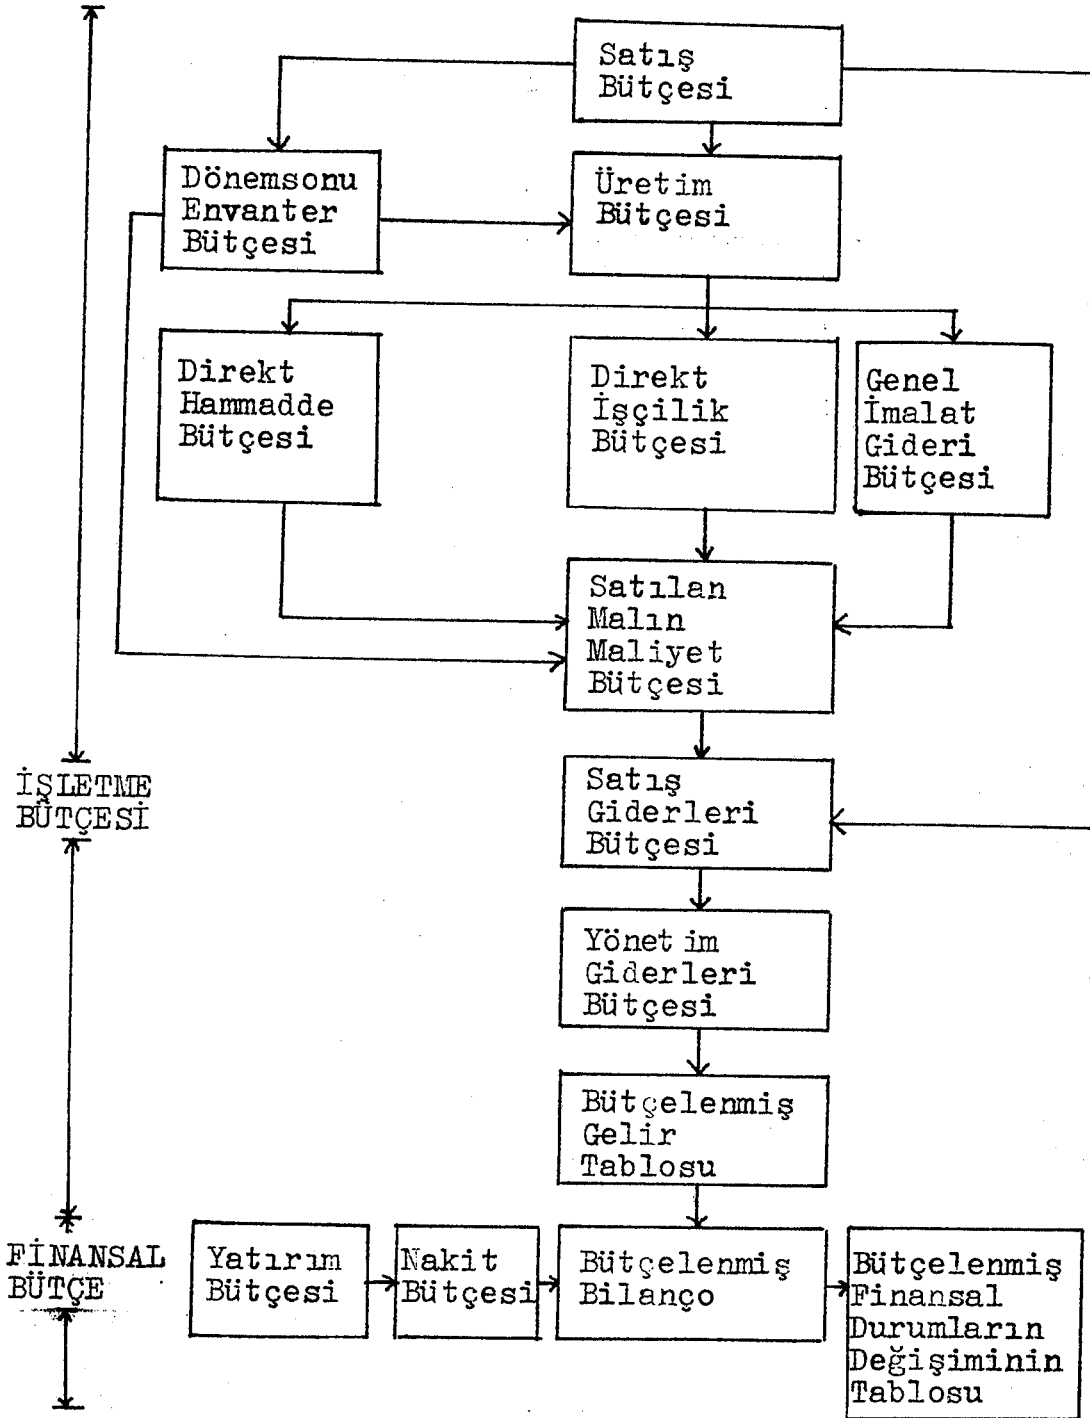 Satış
Bütçesi
Dönemsonu
Envanter
Bütçesi
Üretim
Bütçesi
Direkt
Hammadde
Bütçesi
Direkt
İşçilik
Bütçesi
Genel
İmalat
Gideri
Bütçesi
Satılan
Malın
Maliyet
Bütçesi
İŞLETME
BÜTÇESİ
Satış
Giderleri
Bütçesi
Yönetim
Giderleri
Bütçesi
Bütçelenmiş
Gelir
Tablosu
FİNANSAL
BÜTÇE
Yatırım
Bütçesi
Nakit
Bütçesi
Bütçelenmiş
Bilanço
Bütçelenmiş
Finansal
Durumların
Değişiminin
Tablosu